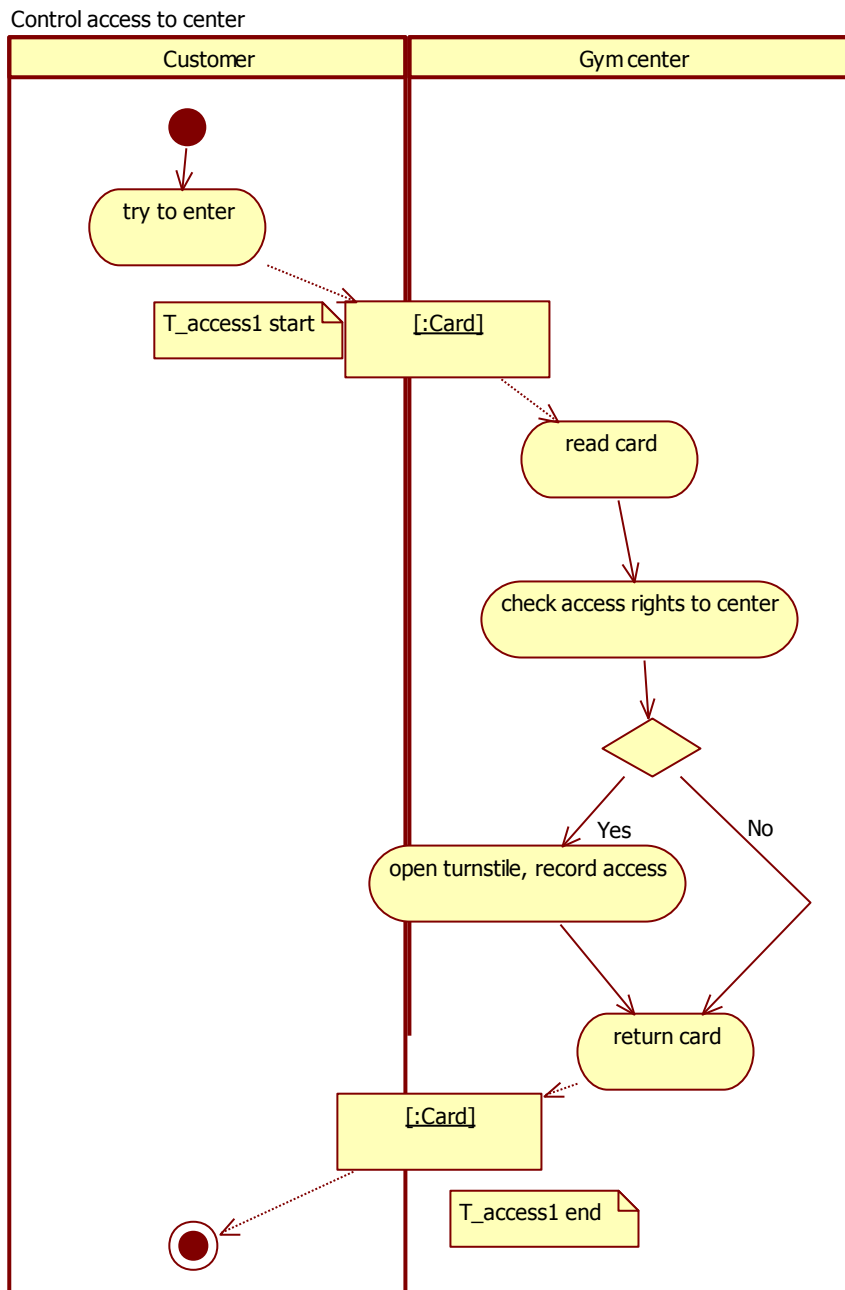 Control access to center
Customer
Gym center
try to enter
T_access1 start
[:Card]
read card
check access rights to center
Yes
No
open turnstile, record access
return card
[:Card]
T_access1 end